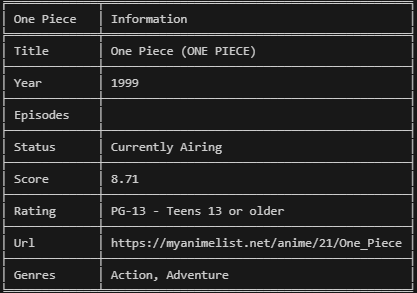 One Piece Information
Title One Piece (ONE PIECE)
Year 1999
Episodes
Status Currently Airing
Score 8.71
Rating PG-13 - Teens 13 or older
Url https://myanimelist.net/anime/21/One_Piece
Genres Action, Adventure